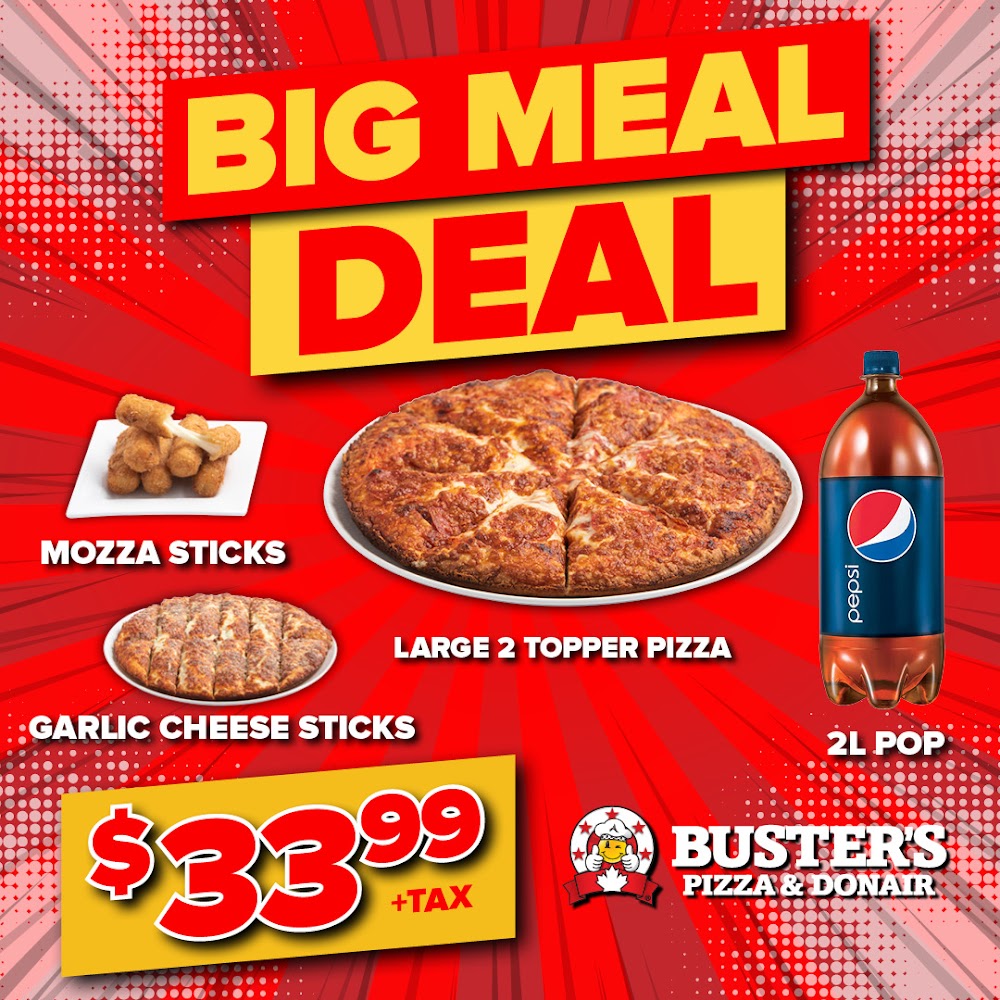 BIG MEAL
DEAL
MOZZA STICKS
LARGE 2 TOPPER PIZZA
pepsi
GARLIC CHEESE STICKS
2L POP
$33.99
+TAX
BUSTER'S
PIZZA & DONAIR